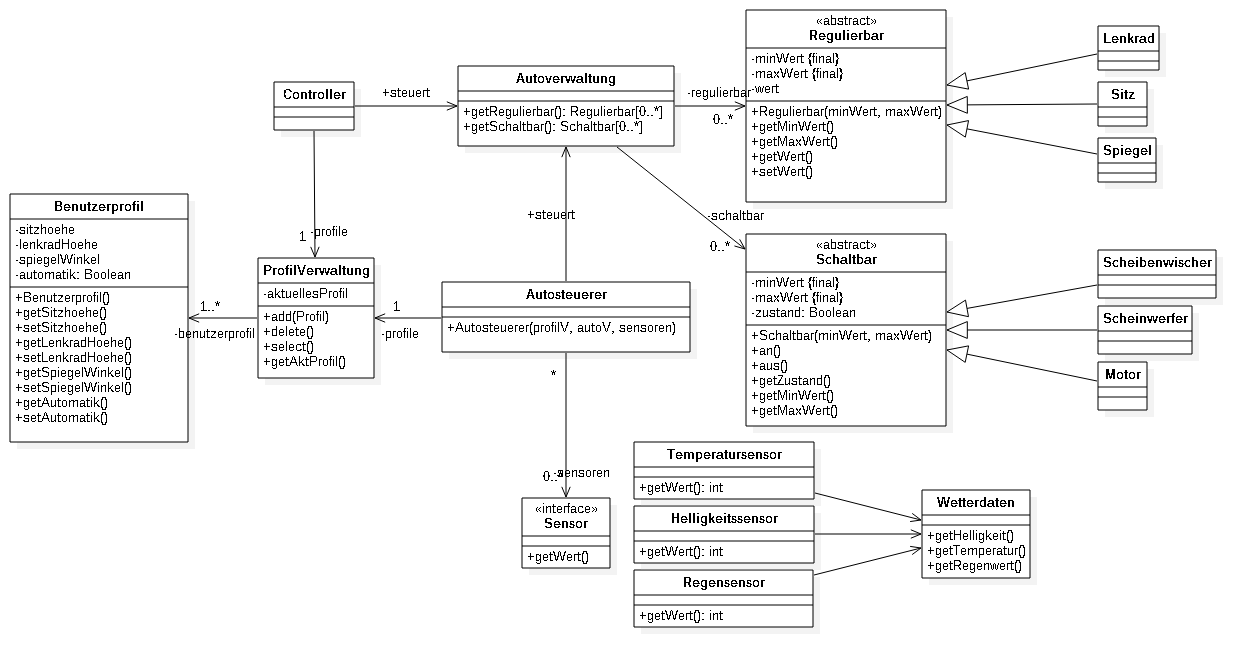 Controller
+steuert
Autoverwaltung
+getRegulierbar(): Regulierbar[0..*]
+getSchaltbar(): Schaltbar[0..*]
-regulierbar
0..*
«abstract»
Regulierbar
-minWert {final}
-maxWert {final}
-wert
+Regulierbar(minWert, maxWert)
+getMinWert()
+getMaxWert()
+getWert()
+setWert()
Lenkrad
Sitz
Spiegel
Benutzerprofil
-sitzhoehe
-lenkradHoehe
-spiegelWinkel
-automatik: Boolean
+Benutzerprofil()
+getSitzhoehe()
+setSitzhoehe()
+getLenkradHoehe()
+setLenkradHoehe()
+getSpiegelWinkel()
+setSpiegelWinkel()
+getAutomatik()
+setAutomatik()
1..*
-benutzerprofil
1
-profile
ProfilVerwaltung
-aktuellesProfil
+add(Profil)
+delete()
+select()
+getAktProfil()
1
-profile
+steuert
Autosteuerer
+Autosteuerer(profilV, autoV, sensoren)
*
0..*
-sensoren
«interface»
Sensor
+getWert()
-schaltbar
0..*
«abstract»
Schaltbar
-minWert {final}
-maxWert {final}
-zustand: Boolean
+Schaltbar(minWert, maxWert)
+an()
+aus()
+getZustand()
+getMinWert()
+getMaxWert()
Scheibenwischer
Scheinwerfer
Motor
Temperatursensor
+getWert(): int
Helligkeitssensor
+getWert(): int
Regensensor
+getWert(): int
Wetterdaten
+getHelligkeit()
+getTemperatur()
+getRegenwert()